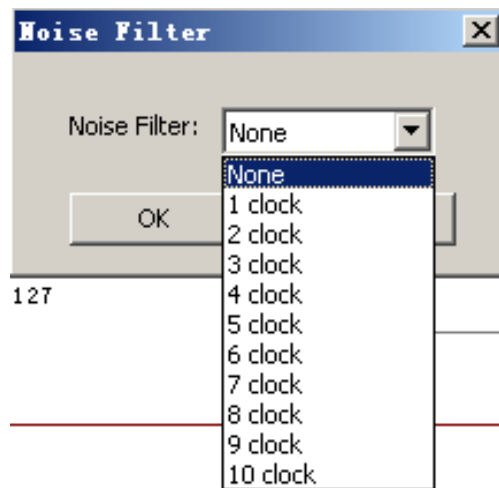 Noise Filter
Noise Filter: None
None
OK
1 clock
2 clock
3 clock
127
4 clock
5 clock
6 clock
7 clock
8 clock
9 clock
10 clock